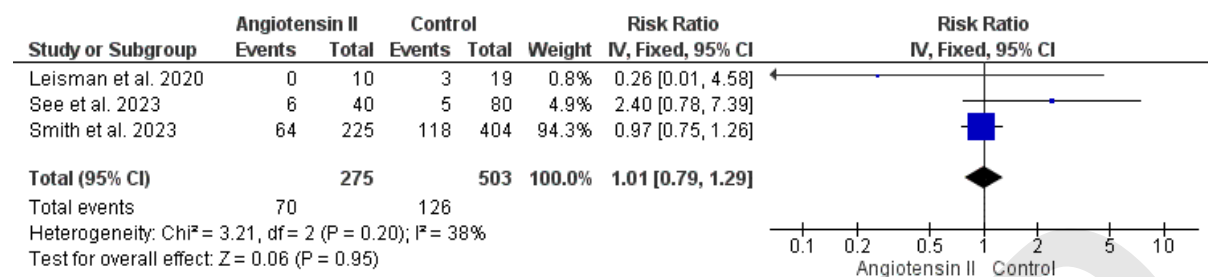 Angiotensin II Control Risk Ratio Risk Ratio
Study or Subgroup Events Total Events Total Weight IV, Fixed, 95% CI IV, Fixed, 95% CI
Leisman et al. 2020 0 10 3 19 0.8% 0.26 [0.01, 4.58]
See et al. 2023 6 40 5 80 4.9% 2.40 [0.78, 7.39]
Smith et al. 2023 64 225 118 404 94.3% 0.97 [0.75, 1.26]
Total (95% CI) 275 503 100.0% 1.01 [0.79, 1.29]
Total events 70 126
Heterogeneity: Chi² = 3.21, df = 2 (P = 0.20); I² = 38%
Test for overall effect: Z = 0.06 (P = 0.95)
0.1 0.2 0.5 1 2 5 10
Angiotensin II Control